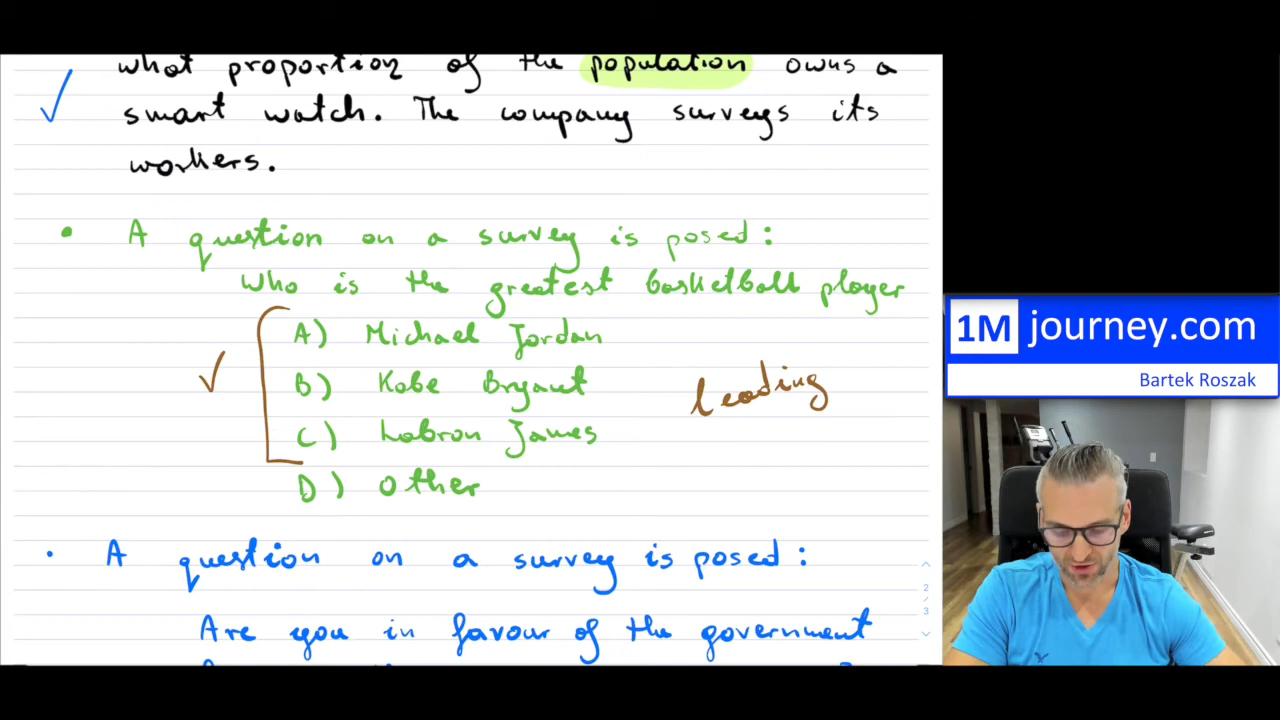 what proportion of the population owns a
smart watch. The company surveys its
workers.
• A question on a survey is posed:
Who is the greatest basketball player
A) Michael Jordan
B) Kobe Bryant
C) Lebron James
D) Other
leading
• A question on a survey is posed:
Are you in favour of the government
2
/
3
1M journey.com
Bartek Roszak